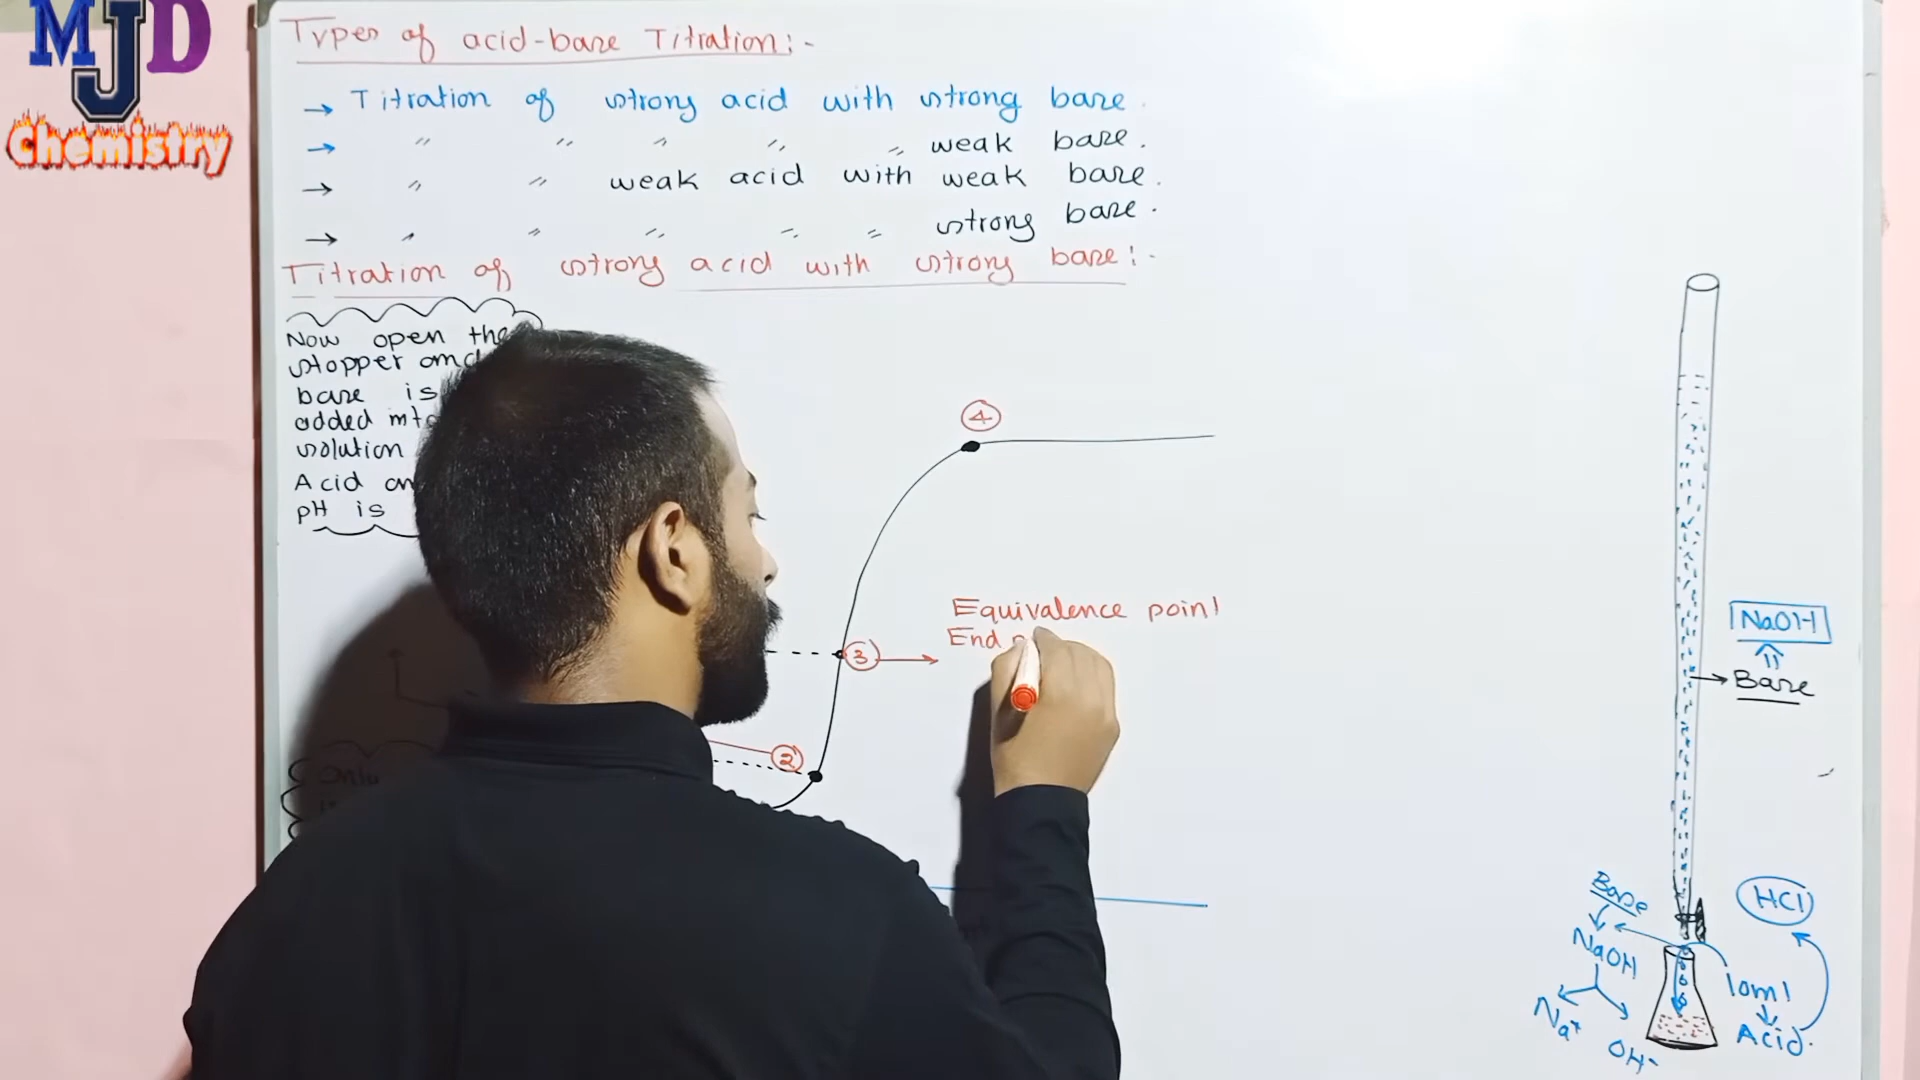 MJD
Chemistry
Types of acid-base Titration:-
→ Titration of strong acid with strong base.
→ " " " " " weak base.
→ " " weak acid with weak base.
→ " " " " " strong base.
Titration of strong acid with strong base:-
Now open the
stopper and
base is
added into
solution
Acid an
pH is
4
Equivalence point
End
3
2
Only
NaOH
Base
Base
NaOH
Na+
OH-
HCl
10ml
Acid.